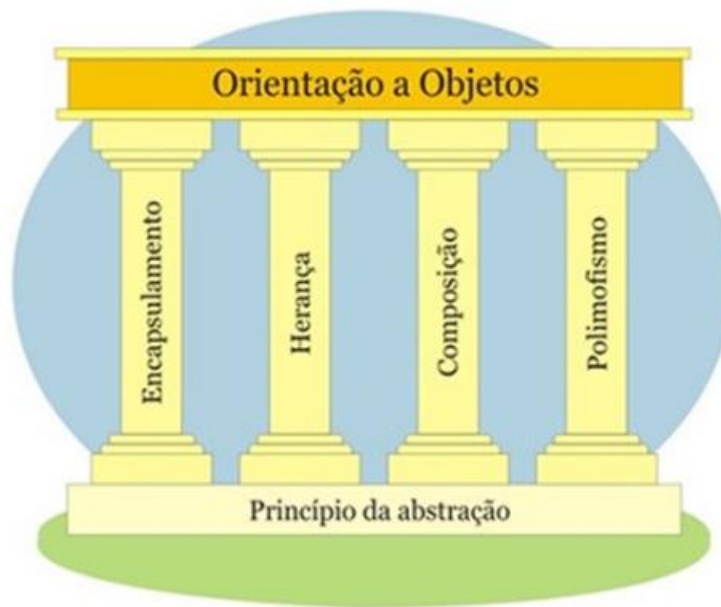 Orientação a Objetos
Encapsulamento
Herança
Composição
Polimofismo
Princípio da abstração